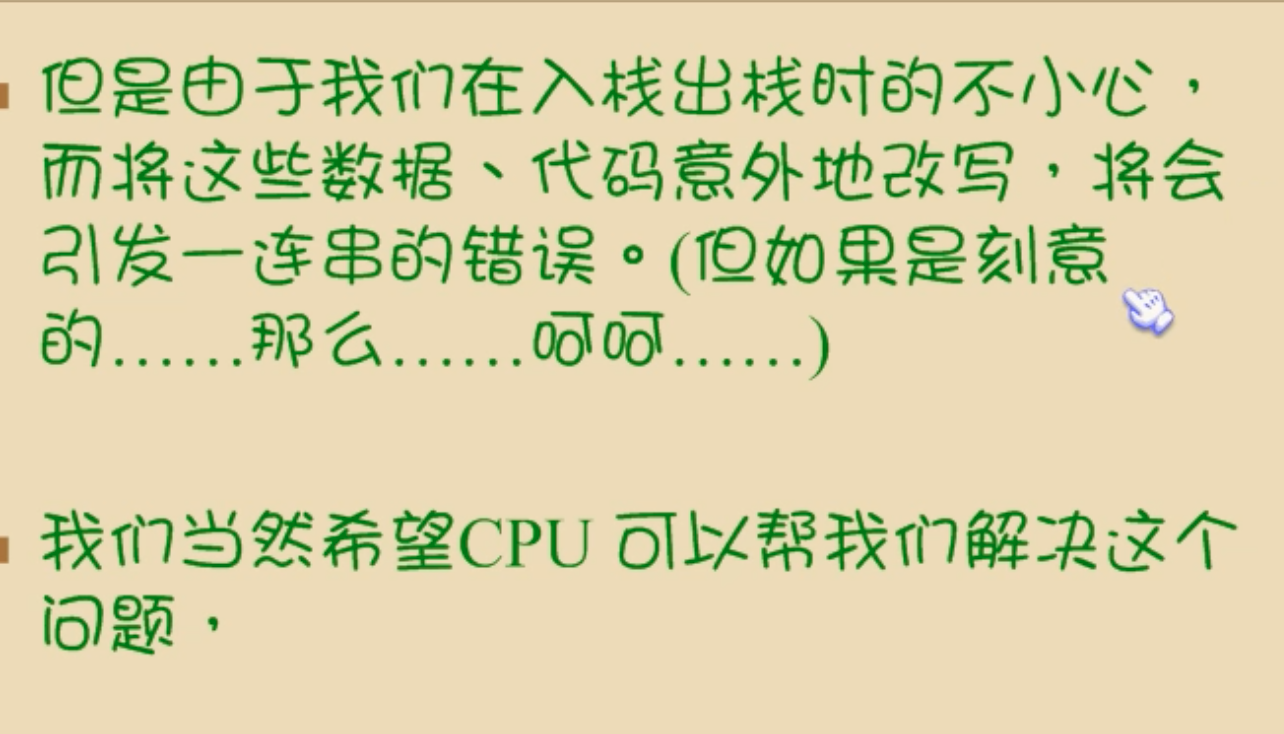 但是由于我们在入栈出栈时的不小心，
而将这些数据、代码意外地改写，将会
引发一连串的错误。(但如果是刻意
的……那么……呵呵……)
我们当然希望CPU 可以帮我们解决这个
问题，